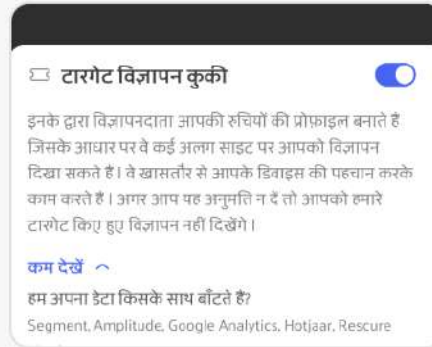 टारगेट विज्ञापन कुकी
इनके द्वारा विज्ञापनदाता आपकी रुचियों की प्रोफ़ाइल बनाते हैं
जिसके आधार पर वे कई अलग साइट पर आपको विज्ञापन
दिखा सकते हैं। वे खासतौर से आपके डिवाइस की पहचान करके
काम करते हैं। अगर आप यह अनुमति न दें तो आपको हमारे
टारगेट किए हुए विज्ञापन नहीं दिखेंगे।
कम देखें
हम अपना डेटा किसके साथ बाँटते हैं?
Segment, Amplitude, Google Analytics, Hotjaar, Rescure